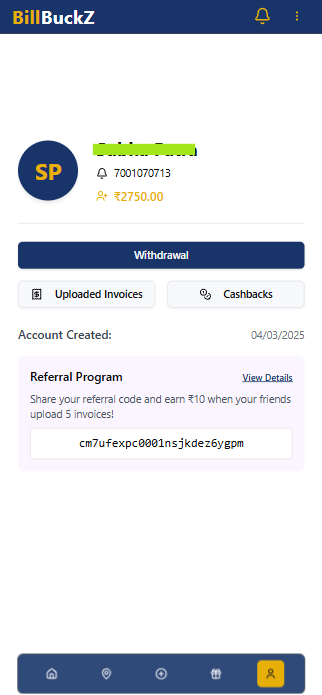 BillBuckZ
SP
7001070713
₹2750.00
Withdrawal
Uploaded Invoices
Cashbacks
Account Created:
04/03/2025
Referral Program
View Details
Share your referral code and earn ₹10 when your friends
upload 5 invoices!
cm7ufexpc0001nsjkdez6ygpm